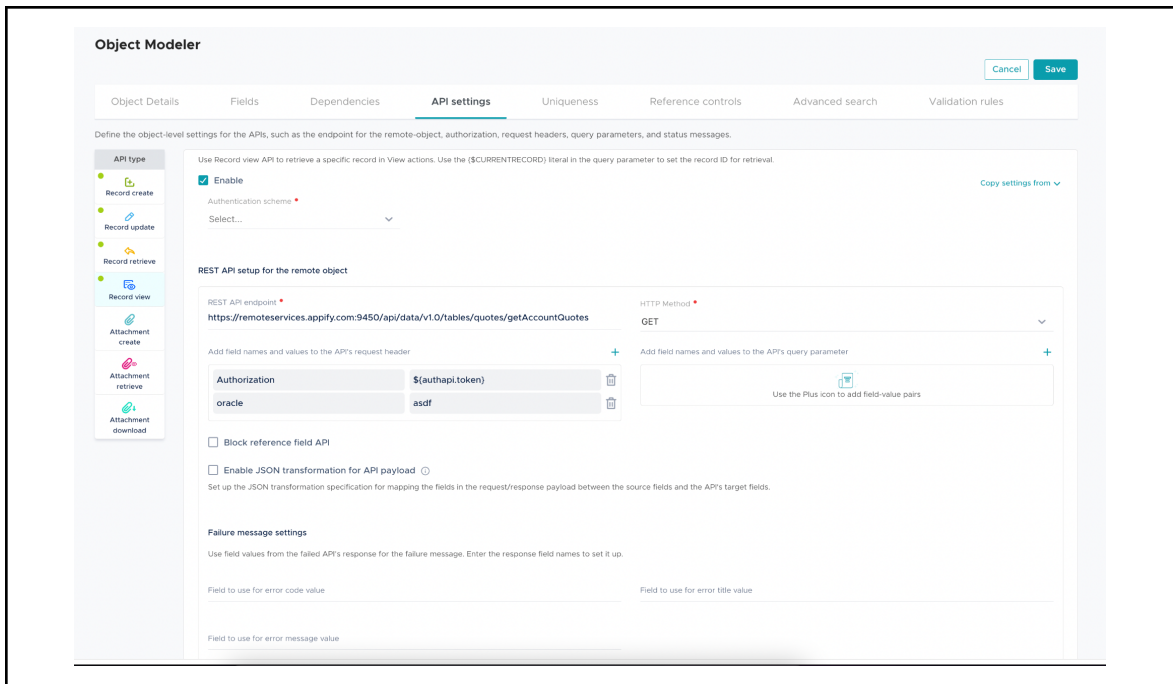 Object Modeler
Cancel Save
Object Details Fields Dependencies API settings Uniqueness Reference controls Advanced search Validation rules
Define the object-level settings for the APIs, such as the endpoint for the remote-object, authorization, request headers, query parameters, and status messages.
API type
Record create
Record update
Record retrieve
Record view
Attachment
create
Attachment
retrieve
Attachment
download
Use Record view API to retrieve a specific record in View actions. Use the {$CURRENTRECORD} literal in the query parameter to set the record ID for retrieval.
Enable
Copy settings from
Authentication scheme *
Select...
REST API setup for the remote object
REST API endpoint *
https://remoteservices.appify.com:9450/api/data/v1.0/tables/quotes/getAccountQuotes
HTTP Method *
GET
Add field names and values to the API's request header +
Authorization ${authapi.token}
oracle asdf
Add field names and values to the API's query parameter +
Use the Plus icon to add field-value pairs
Block reference field API
Enable JSON transformation for API payload
Set up the JSON transformation specification for mapping the fields in the request/response payload between the source fields and the API's target fields.
Failure message settings
Use field values from the failed API's response for the failure message. Enter the response field names to set it up.
Field to use for error code value
Field to use for error title value
Field to use for error message value